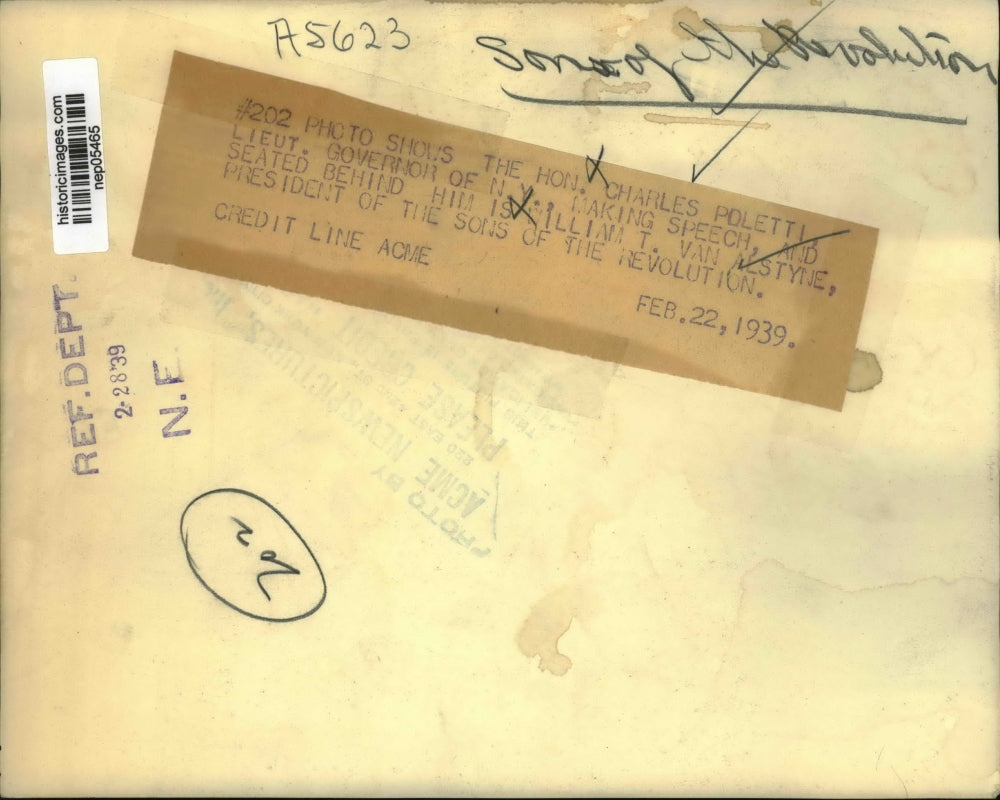 A5623
Sons of the Revolution
historicimages.com
nep05465
#202 PHOTO SHOWS THE HON. CHARLES POLETTI,
LIEUT. GOVERNOR OF N.Y., MAKING SPEECH, AND
SEATED BEHIND HIM IS WILLIAM T. VAN ALSTYNE,
PRESIDENT OF THE SONS OF THE REVOLUTION.
CREDIT LINE ACME
FEB.22,1939.
REF.DEPT.
2-28'39
N.E
PHOTO BY
ACME NEWSPICTURES
PLEASE CREDIT